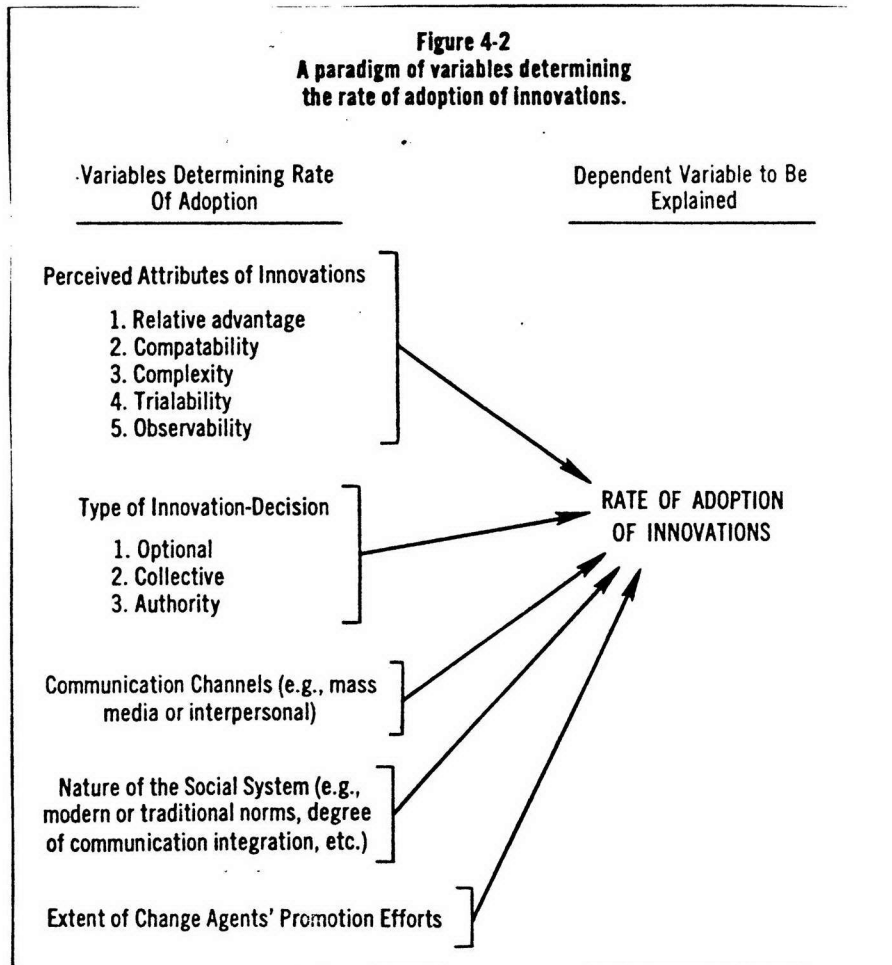 Figure 4-2
A paradigm of variables determining
the rate of adoption of innovations.
Variables Determining Rate
Of Adoption
Dependent Variable to Be
Explained
Perceived Attributes of Innovations
1. Relative advantage
2. Compatability
3. Complexity
4. Trialability
5. Observability
Type of Innovation-Decision
1. Optional
2. Collective
3. Authority
Communication Channels (e.g., mass
media or interpersonal)
Nature of the Social System (e.g.,
modern or traditional norms, degree
of communication integration, etc.)
Extent of Change Agents' Promotion Efforts
RATE OF ADOPTION
OF INNOVATIONS